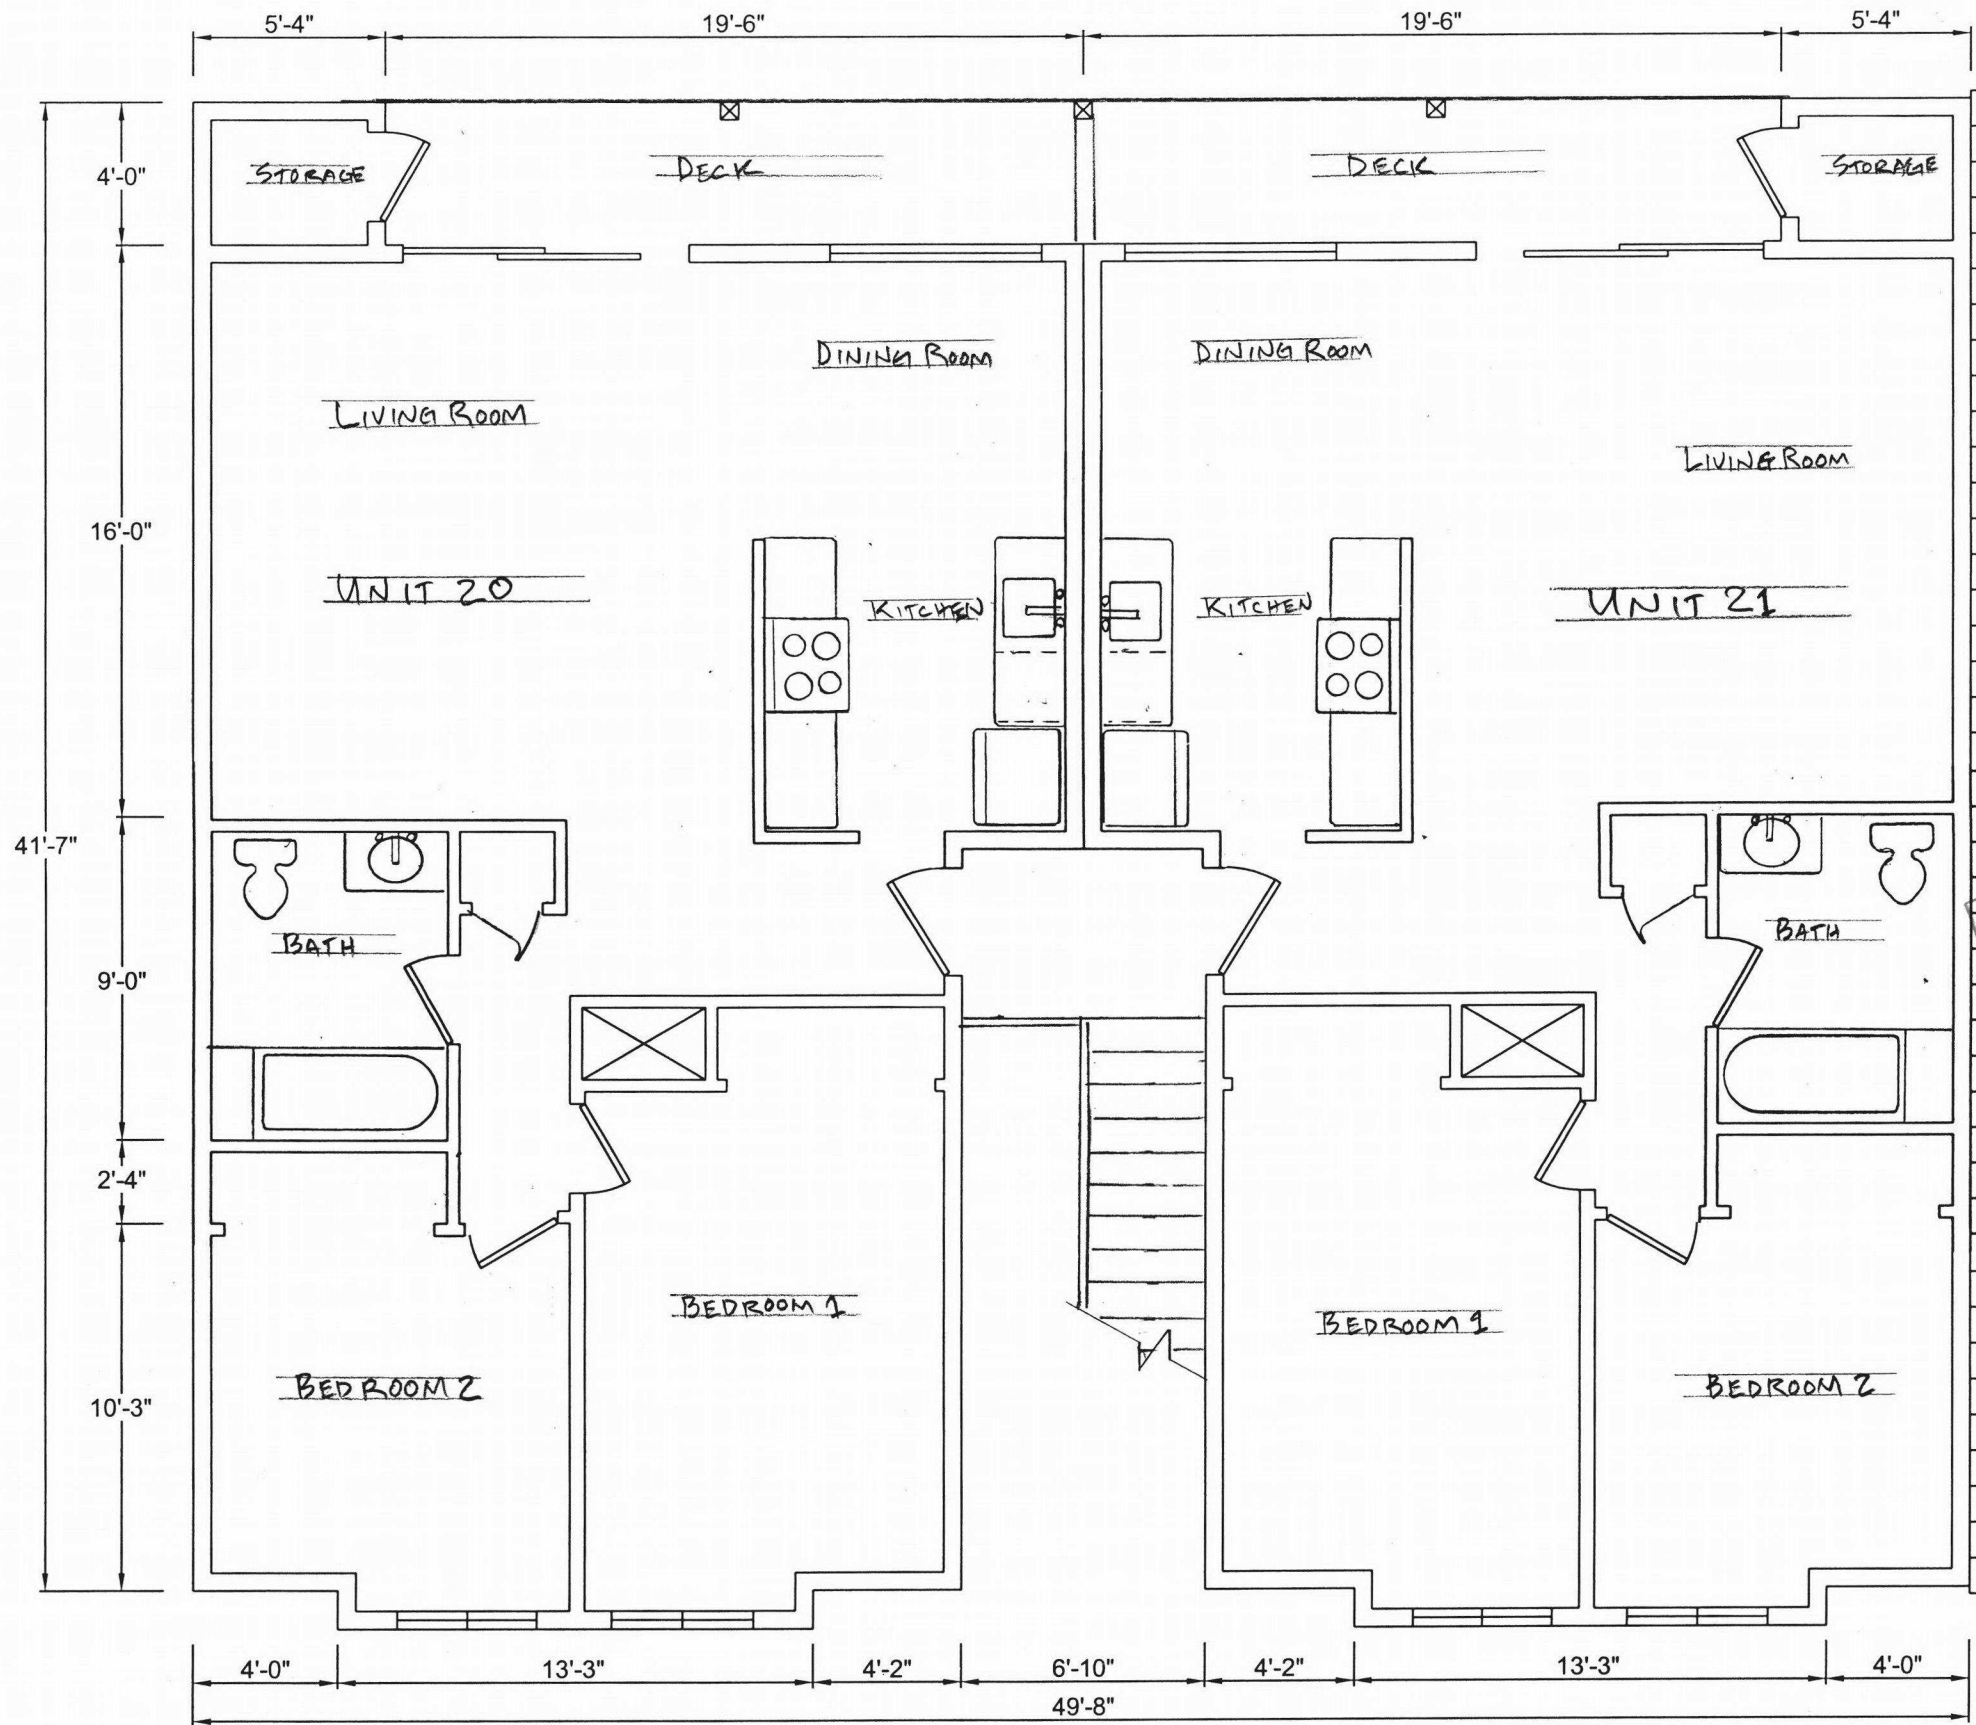 5'-4" 19'-6" 19'-6" 5'-4"
4'-0"
STORAGE DECK DECK STORAGE
DINING ROOM DINING ROOM
LIVING ROOM
LIVING ROOM
16'-0"
UNIT 20 KITCHEN KITCHEN UNIT 21
41'-7"
BATH BATH
9'-0"
2'-4"
BEDROOM 1 BEDROOM 1
BEDROOM 2 BEDROOM 2
10'-3"
4'-0" 13'-3" 4'-2" 6'-10" 4'-2" 13'-3" 4'-0"
49'-8"